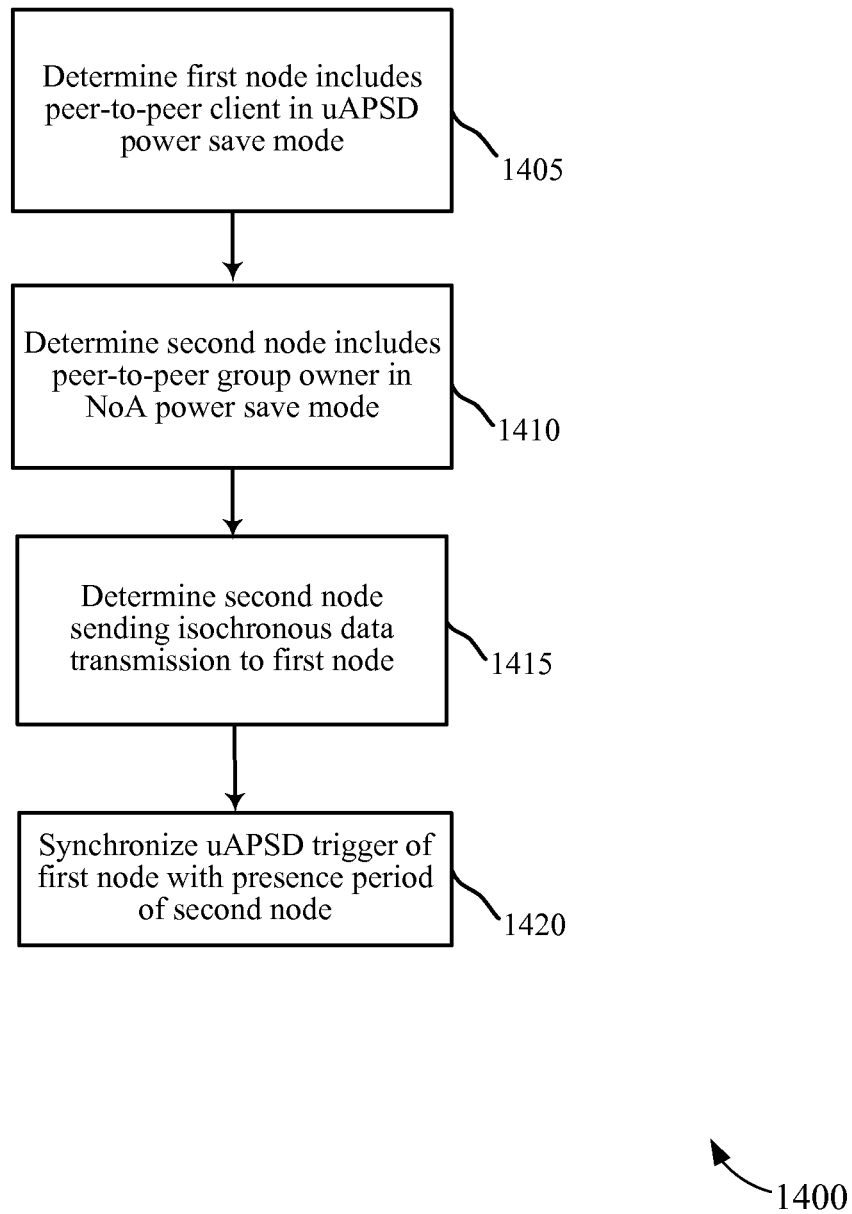 Determine first node includes
peer-to-peer client in uAPSD
power save mode
1405
Determine second node includes
peer-to-peer group owner in
NoA power save mode
1410
Determine second node
sending isochronous data
transmission to first node
1415
Synchronize uAPSD trigger of
first node with presence period
of second node
1420
1400